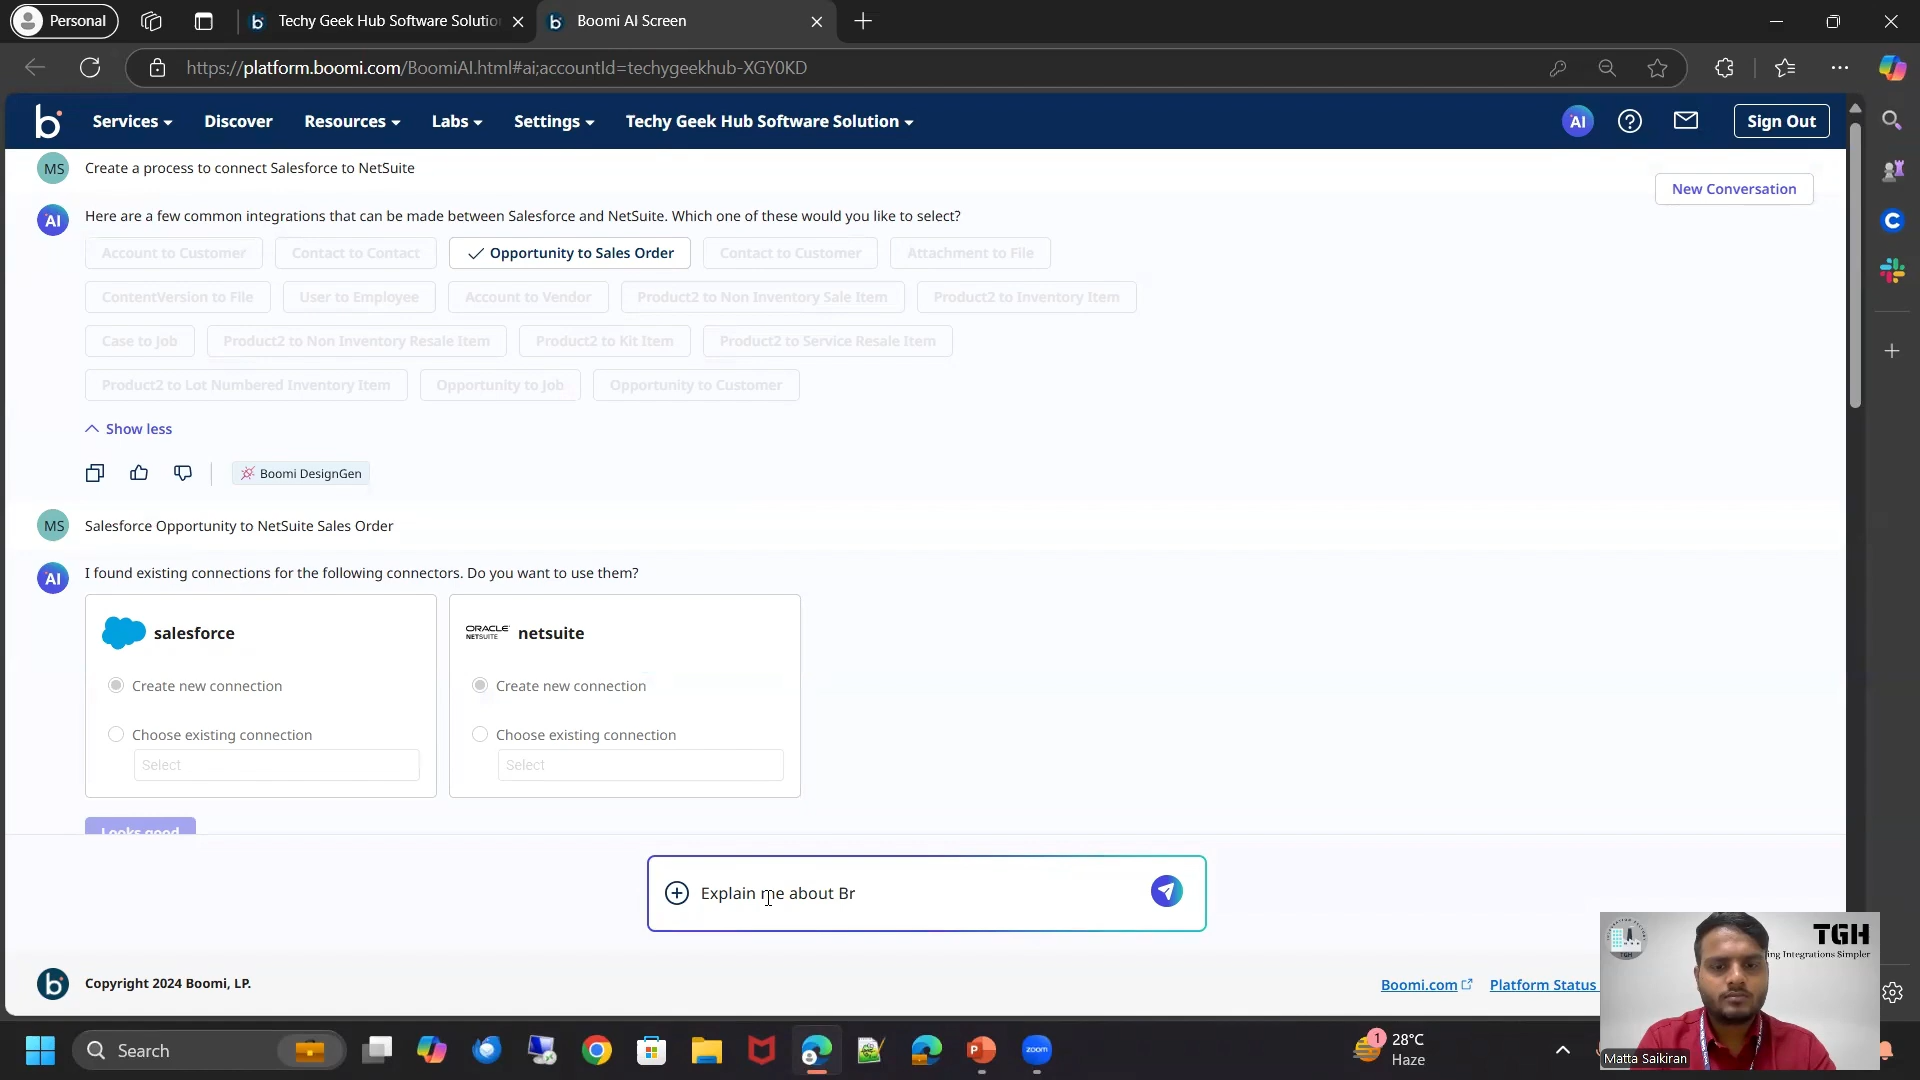 Personal
Techy Geek Hub Software Solutio
Boomi AI Screen
https://platform.boomi.com/BoomiAI.html#ai;accountId=techygeekhub-XGY0KD
Services
Discover
Resources
Labs
Settings
Techy Geek Hub Software Solution
AI
Sign Out
MS
Create a process to connect Salesforce to NetSuite
New Conversation
AI
Here are a few common integrations that can be made between Salesforce and NetSuite. Which one of these would you like to select?
Account to Customer
Contact to Contact
Opportunity to Sales Order
Contact to Customer
Attachment to File
ContentVersion to File
User to Employee
Account to Vendor
Product2 to Non Inventory Sale Item
Product2 to Inventory Item
Case to Job
Product2 to Non Inventory Resale Item
Product2 to Kit Item
Product2 to Service Resale Item
Product2 to Lot Numbered Inventory Item
Opportunity to Job
Opportunity to Customer
Show less
Boomi DesignGen
MS
Salesforce Opportunity to NetSuite Sales Order
AI
I found existing connections for the following connectors. Do you want to use them?
salesforce
ORACLE NETSUITE
netsuite
Create new connection
Create new connection
Choose existing connection
Choose existing connection
Select
Select
Looks good
Explain me about Br
Copyright 2024 Boomi, LP.
Boomi.com
Platform Status
TGH
ing Integrations Simpler
TGH
Matta Saikiran
Search
zoom
1
28°C
Haze